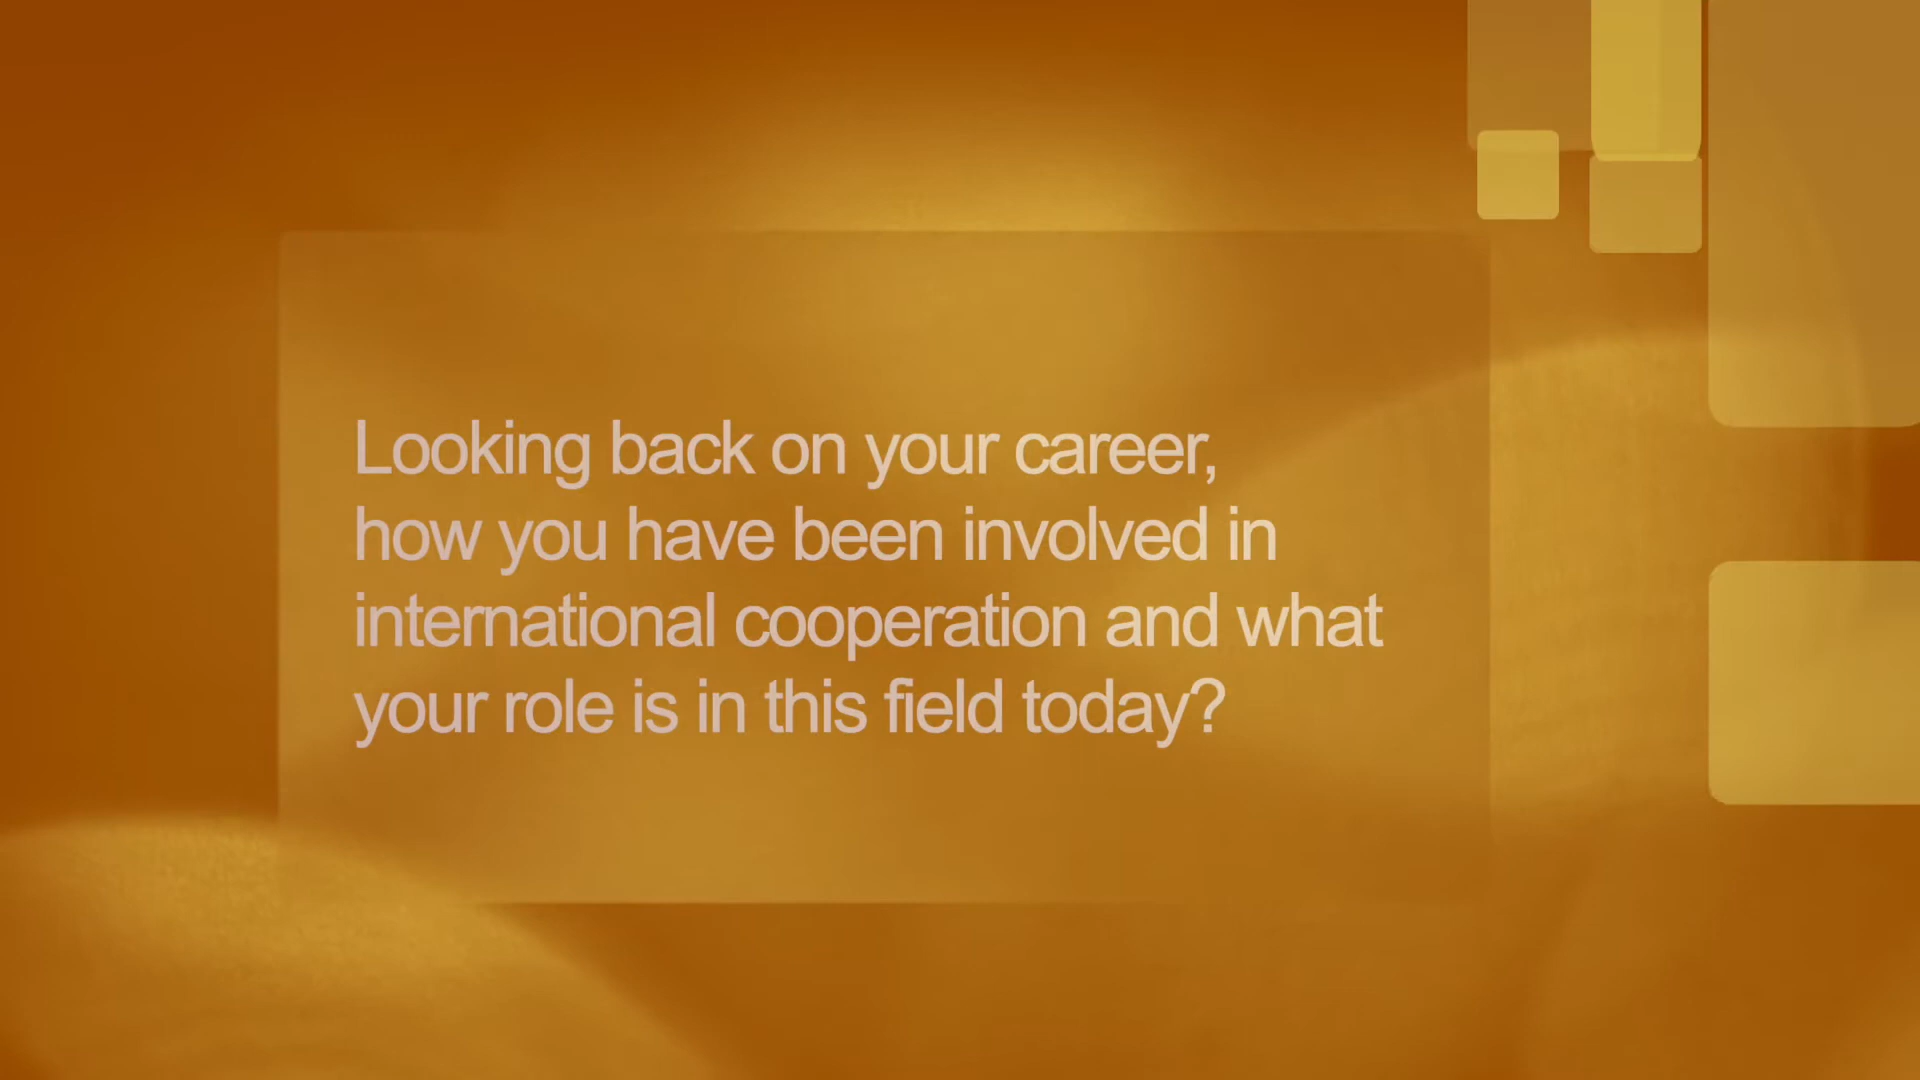 Looking back on your career,
how you have been involved in
international cooperation and what
your role is in this field today?